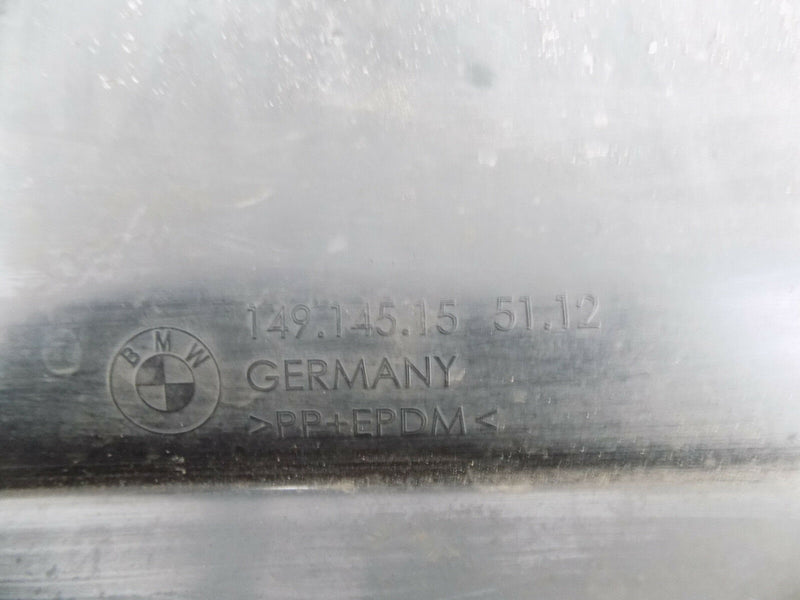 BMW
149.145.15 51.12
GERMANY
>PP+EPDM<